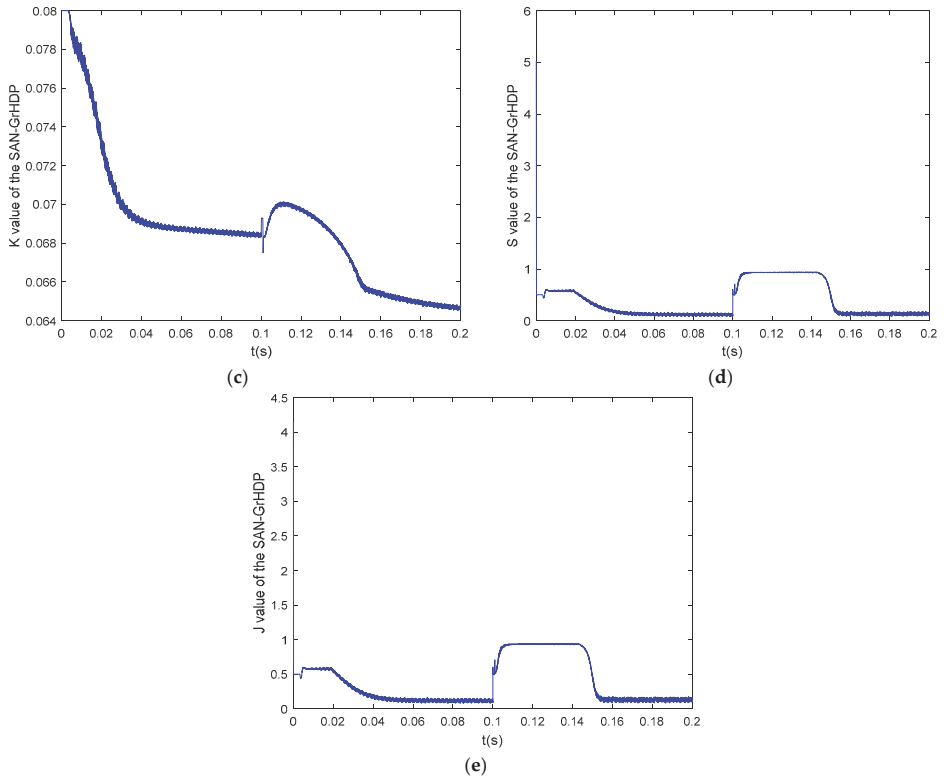 0.08
0.078
0.076
0.074
0.072
0.07
0.068
0.066
0.064
K value of the SAN-GrHDP
0 0.02 0.04 0.06 0.08 0.1 0.12 0.14 0.16 0.18 0.2
t(s)
(c)
6
5
4
3
2
1
0
S value of the SAN-GrHDP
0 0.02 0.04 0.06 0.08 0.1 0.12 0.14 0.16 0.18 0.2
t(s)
(d)
4.5
4
3.5
3
2.5
2
1.5
1
0.5
0
J value of the SAN-GrHDP
0 0.02 0.04 0.06 0.08 0.1 0.12 0.14 0.16 0.18 0.2
t(s)
(e)